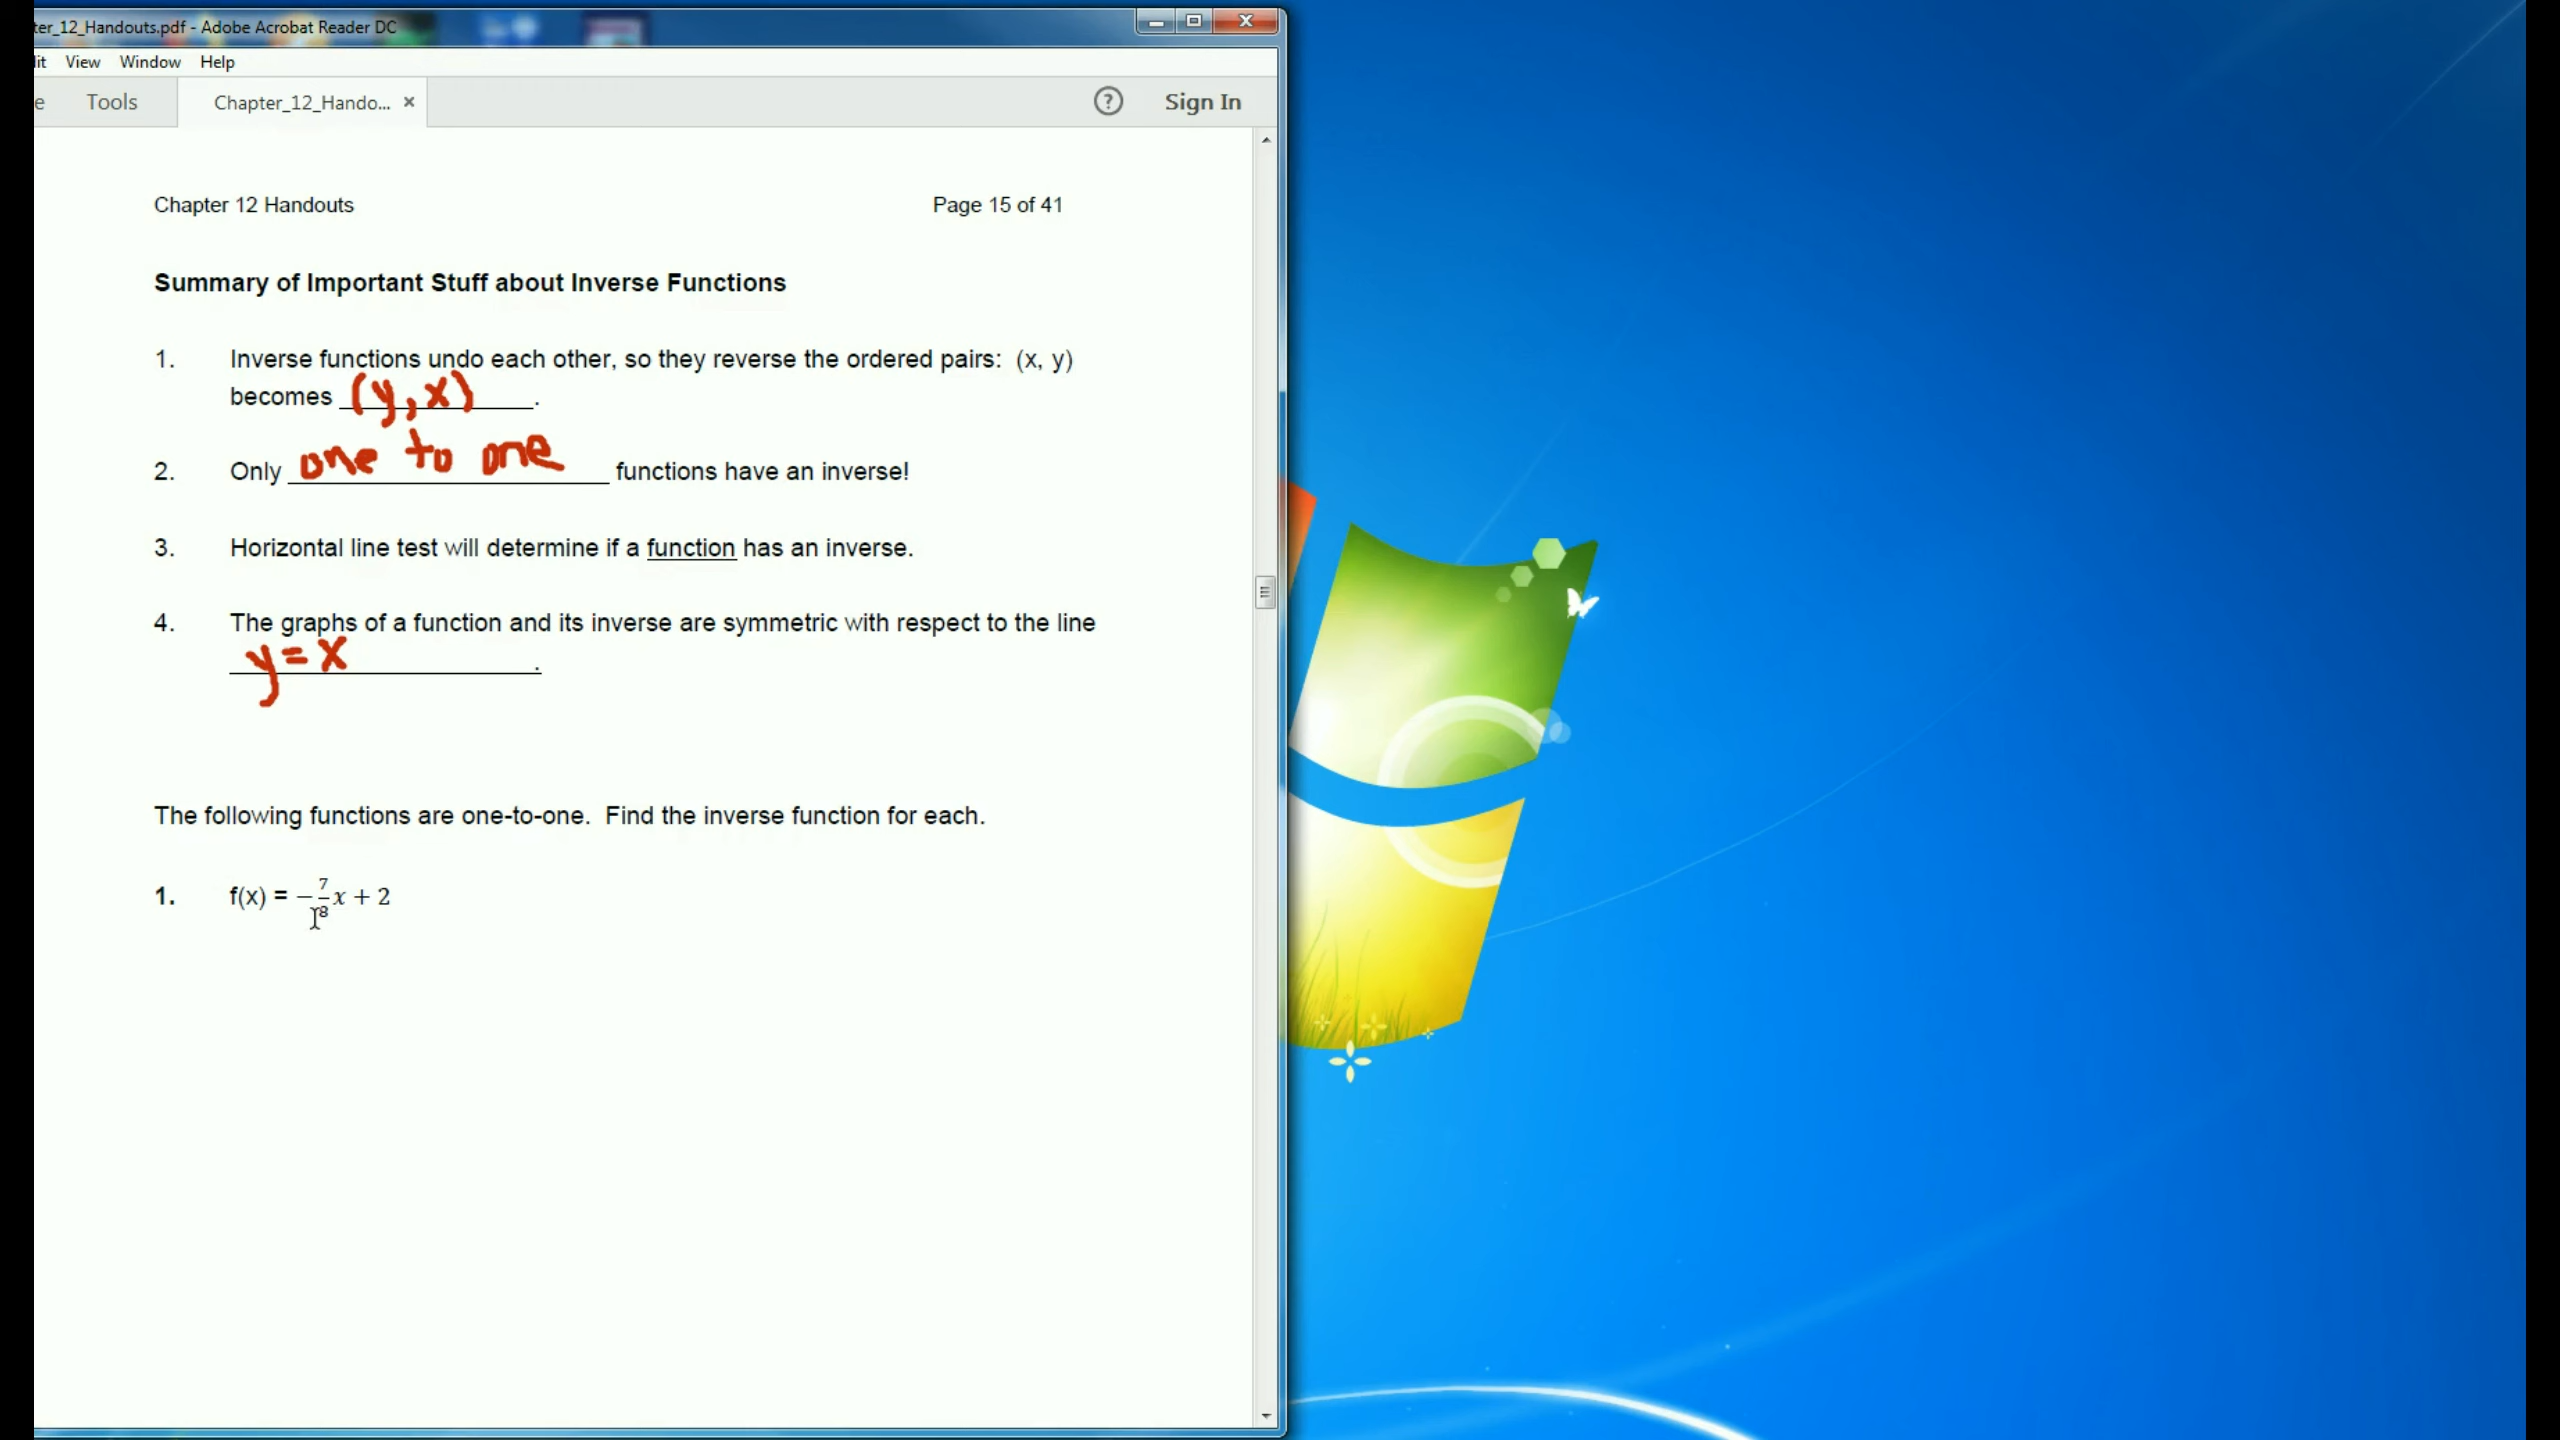 ter_12_Handouts.pdf - Adobe Acrobat Reader DC
it View Window Help
e Tools Chapter_12_Hando... × ? Sign In
Chapter 12 Handouts Page 15 of 41
Summary of Important Stuff about Inverse Functions
1. Inverse functions undo each other, so they reverse the ordered pairs: (x, y)
becomes (y, x).
2. Only one to one functions have an inverse!
3. Horizontal line test will determine if a function has an inverse.
4. The graphs of a function and its inverse are symmetric with respect to the line
y = x.
The following functions are one-to-one. Find the inverse function for each.
1. f(x) = −7/8x + 2